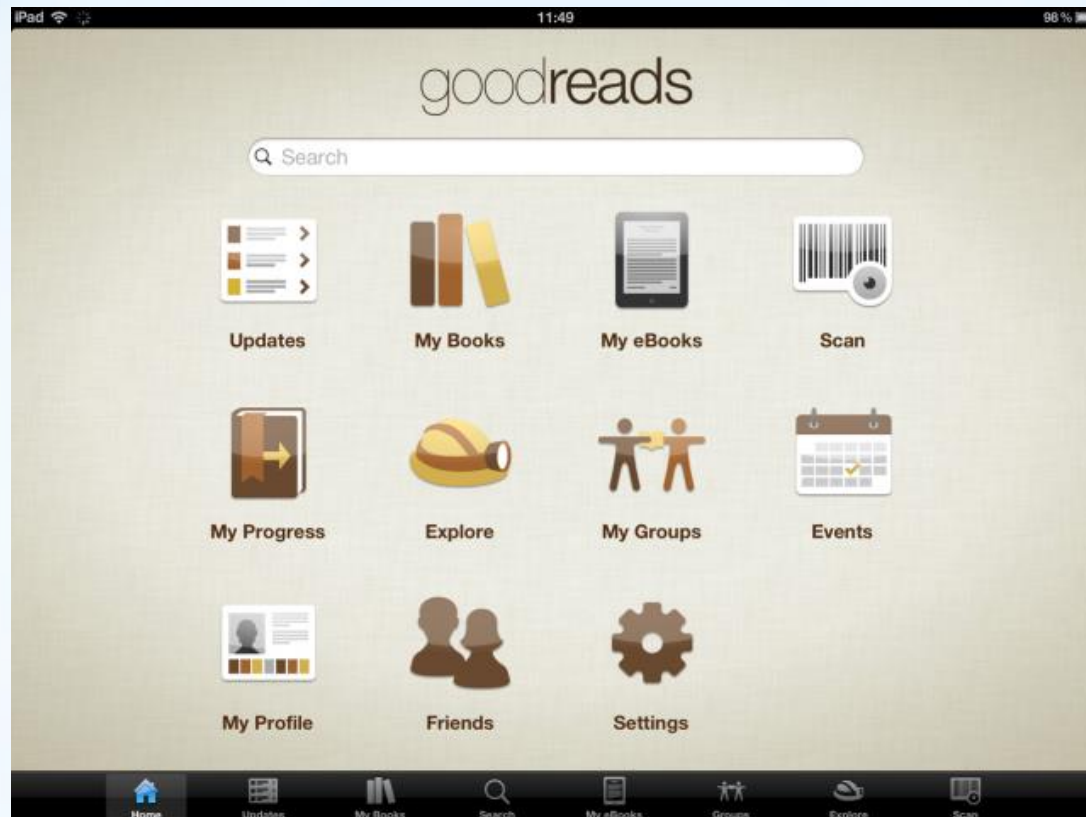 iPad 11:49 98%
goodreads
Search
Updates My Books My eBooks Scan
My Progress Explore My Groups Events
My Profile Friends Settings
Home Updates My Books Search My eBooks Groups Explore Scan